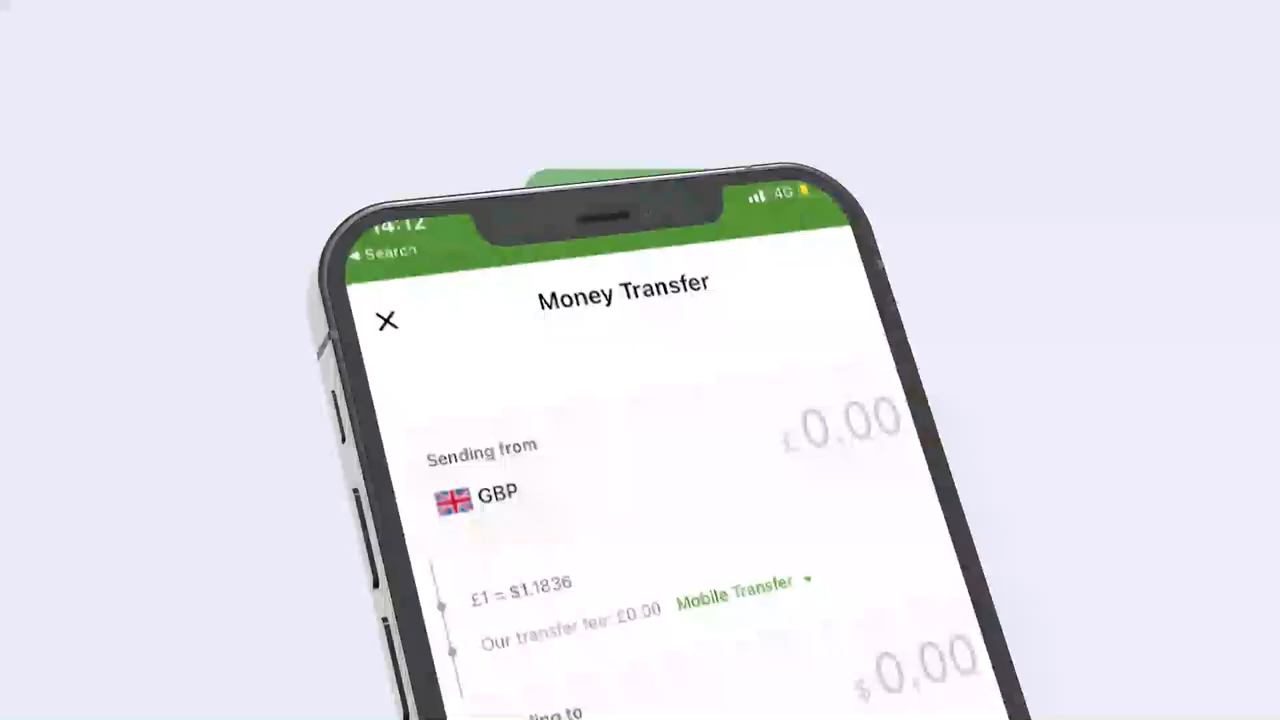 14:12
4G
Search
Money Transfer
£0.00
Sending from
GBP
£1 = $1.1836
Our transfer fee: £0.00 Mobile Transfer
$0.00
to